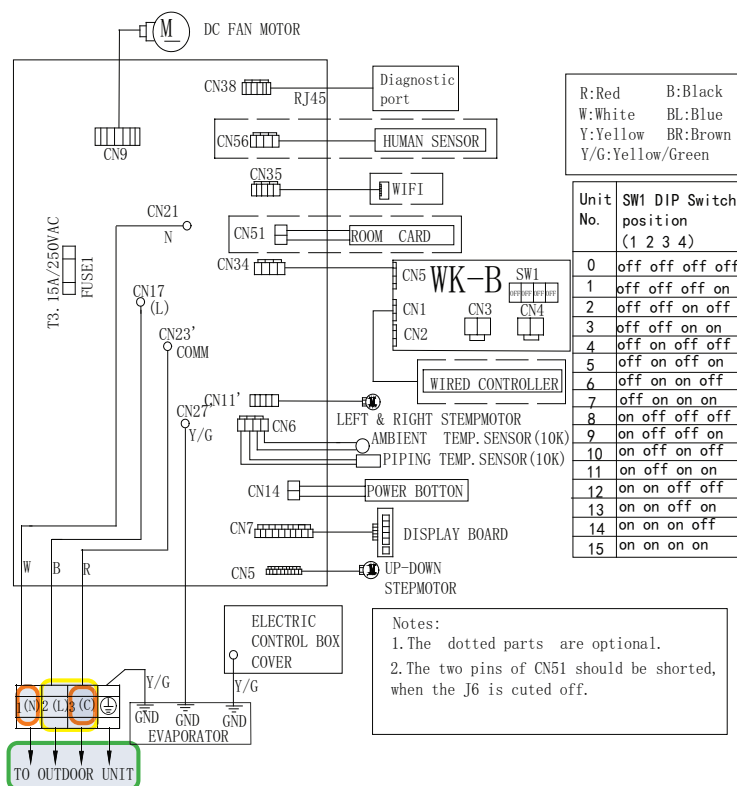 M
DC FAN MOTOR
CN9
CN38
RJ45
Diagnostic
port
CN56
HUMAN SENSOR
CN35
WIFI
CN21
N
CN51
ROOM CARD
T3. 15A/250VAC
FUSE1
CN17
(L)
CN34
CN5
WK-B
SW1
OFF OFF OFF OFF
CN1
CN3
CN4
CN2
CN23'
COMM
WIRED CONTROLLER
CN11'
LEFT & RIGHT STEMPMOTOR
CN27'
Y/G
CN6
AMBIENT TEMP. SENSOR(10K)
PIPING TEMP. SENSOR(10K)
CN14
POWER BOTTON
CN7
DISPLAY BOARD
CN5
M
UP-DOWN
STEPMOTOR
W
B
R
ELECTRIC
CONTROL BOX
COVER
Y/G
Y/G
1(N) 2(L) 3(C)
GND
GND
GND
EVAPORATOR
TO OUTDOOR UNIT
R:Red B:Black
W:White BL:Blue
Y:Yellow BR:Brown
Y/G:Yellow/Green
Unit No. SW1 DIP Switch
position
(1 2 3 4)
0 off off off off
1 off off off on
2 off off on off
3 off off on on
4 off on off off
5 off on off on
6 off on on off
7 off on on on
8 on off off off
9 on off off on
10 on off on off
11 on off on on
12 on on off off
13 on on off on
14 on on on off
15 on on on on
Notes:
1.The dotted parts are optional.
2.The two pins of CN51 should be shorted,
when the J6 is cuted off.